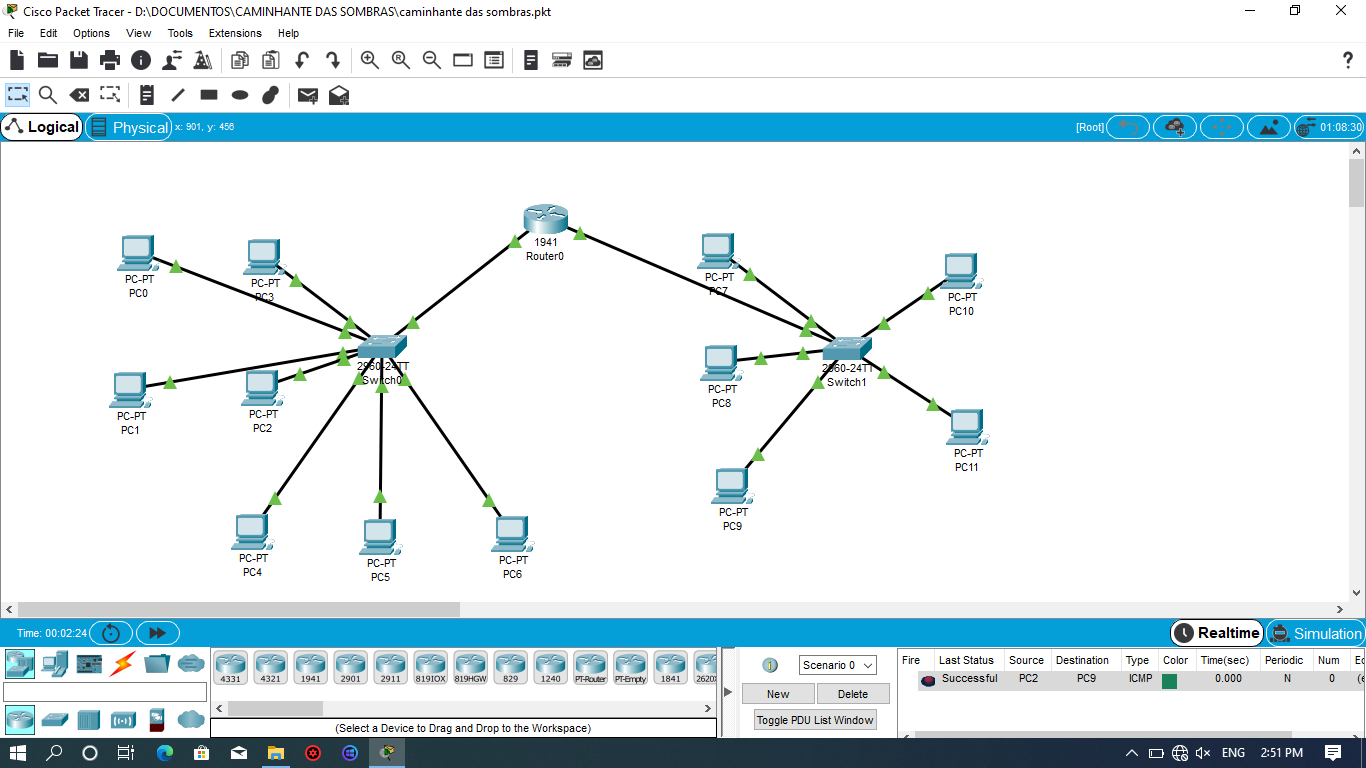 Cisco Packet Tracer - D:\DOCUMENTOS\CAMINHANTE DAS SOMBRAS\caminhante das sombras.pkt
File Edit Options View Tools Extensions Help
Logical Physical x: 901, y: 456 [Root] 01:08:30
1941
Router0
PC-PT
PC0
PC-PT
PC3
PC-PT
PC7
PC-PT
PC10
2960-24TT
Switch0
2960-24TT
Switch1
PC-PT
PC1
PC-PT
PC2
PC-PT
PC8
PC-PT
PC11
PC-PT
PC9
PC-PT
PC4
PC-PT
PC5
PC-PT
PC6
Time: 00:02:24 Realtime Simulation
4331 4321 1941 2901 2911 819IOX 819HGW 829 1240 PT-Router PT-Empty 1841 2620X
(Select a Device to Drag and Drop to the Workspace)
Scenario 0
New Delete
Toggle PDU List Window
Fire Last Status Source Destination Type Color Time(sec) Periodic Num Ed
Successful PC2 PC9 ICMP 0.000 N 0 (e
ENG 2:51 PM